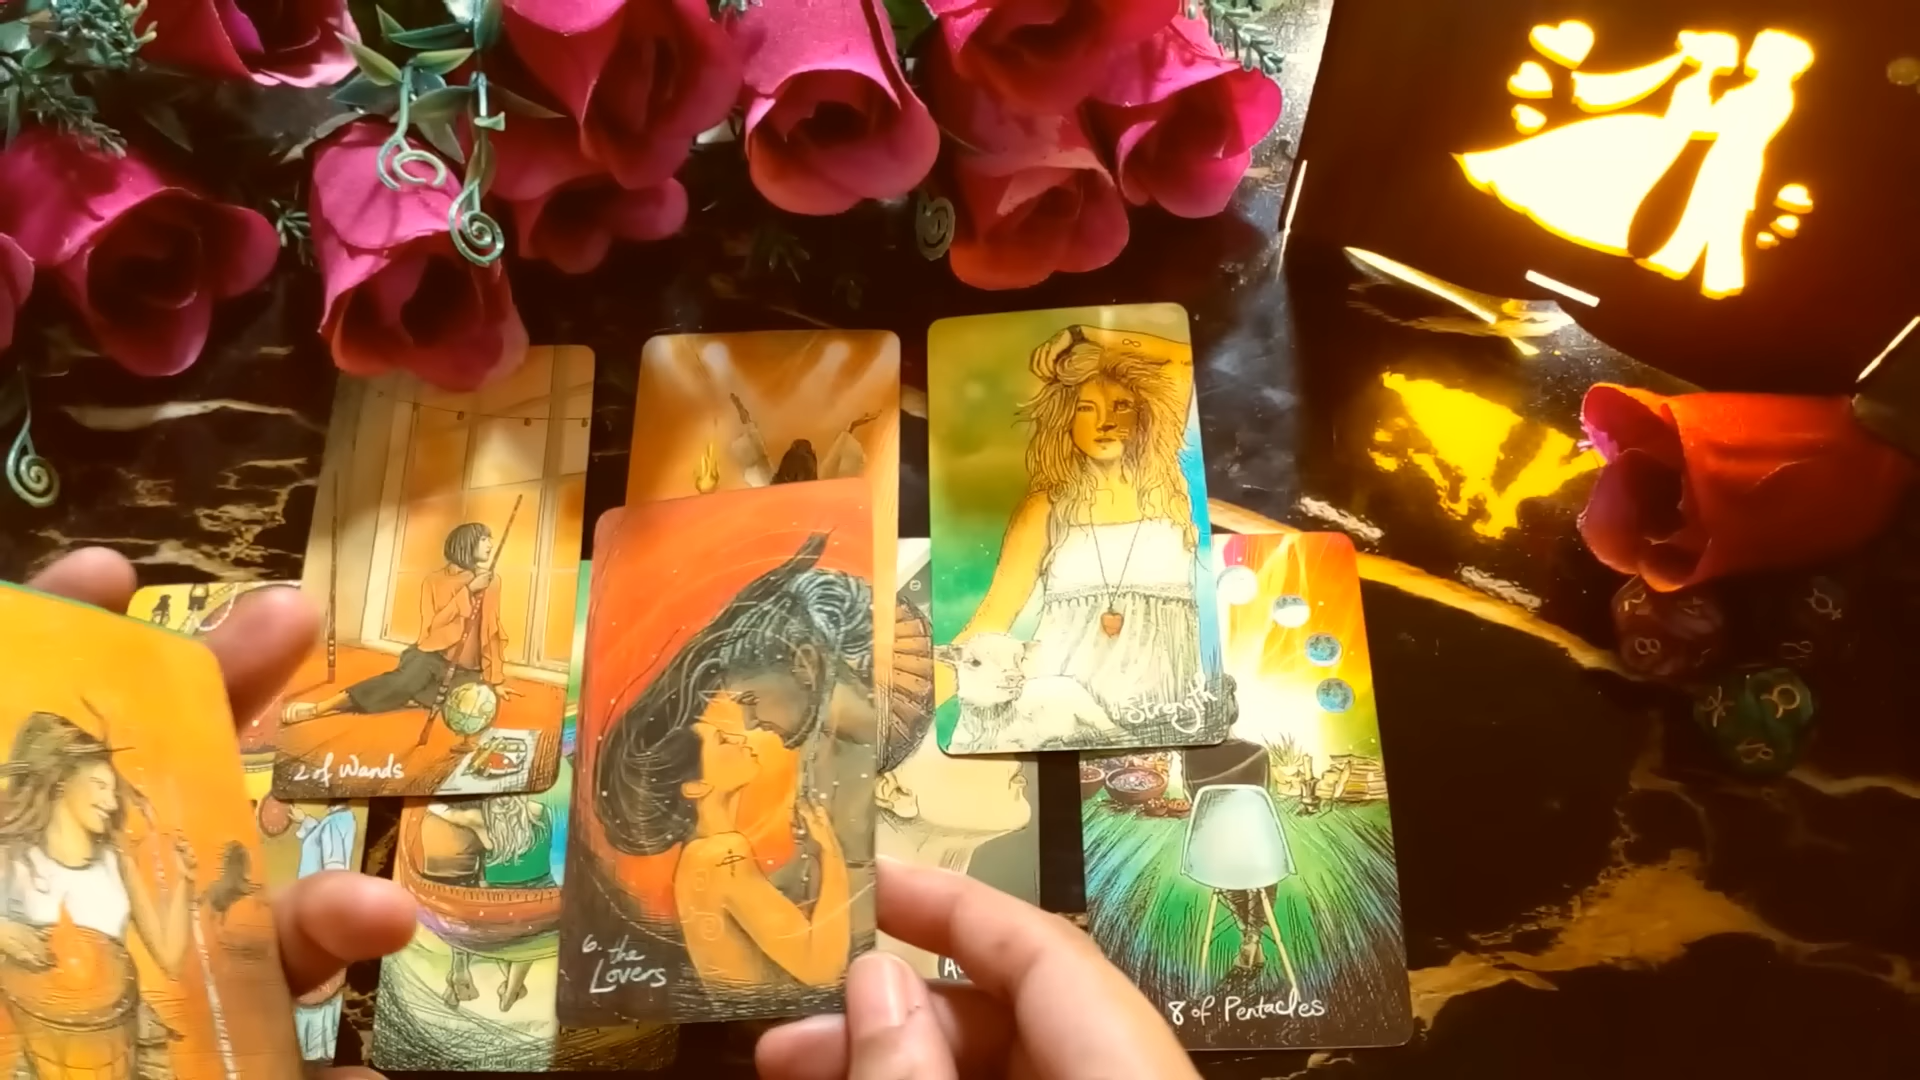 2 of Wands
6. the
Lovers
Strength
8 of Pentacles